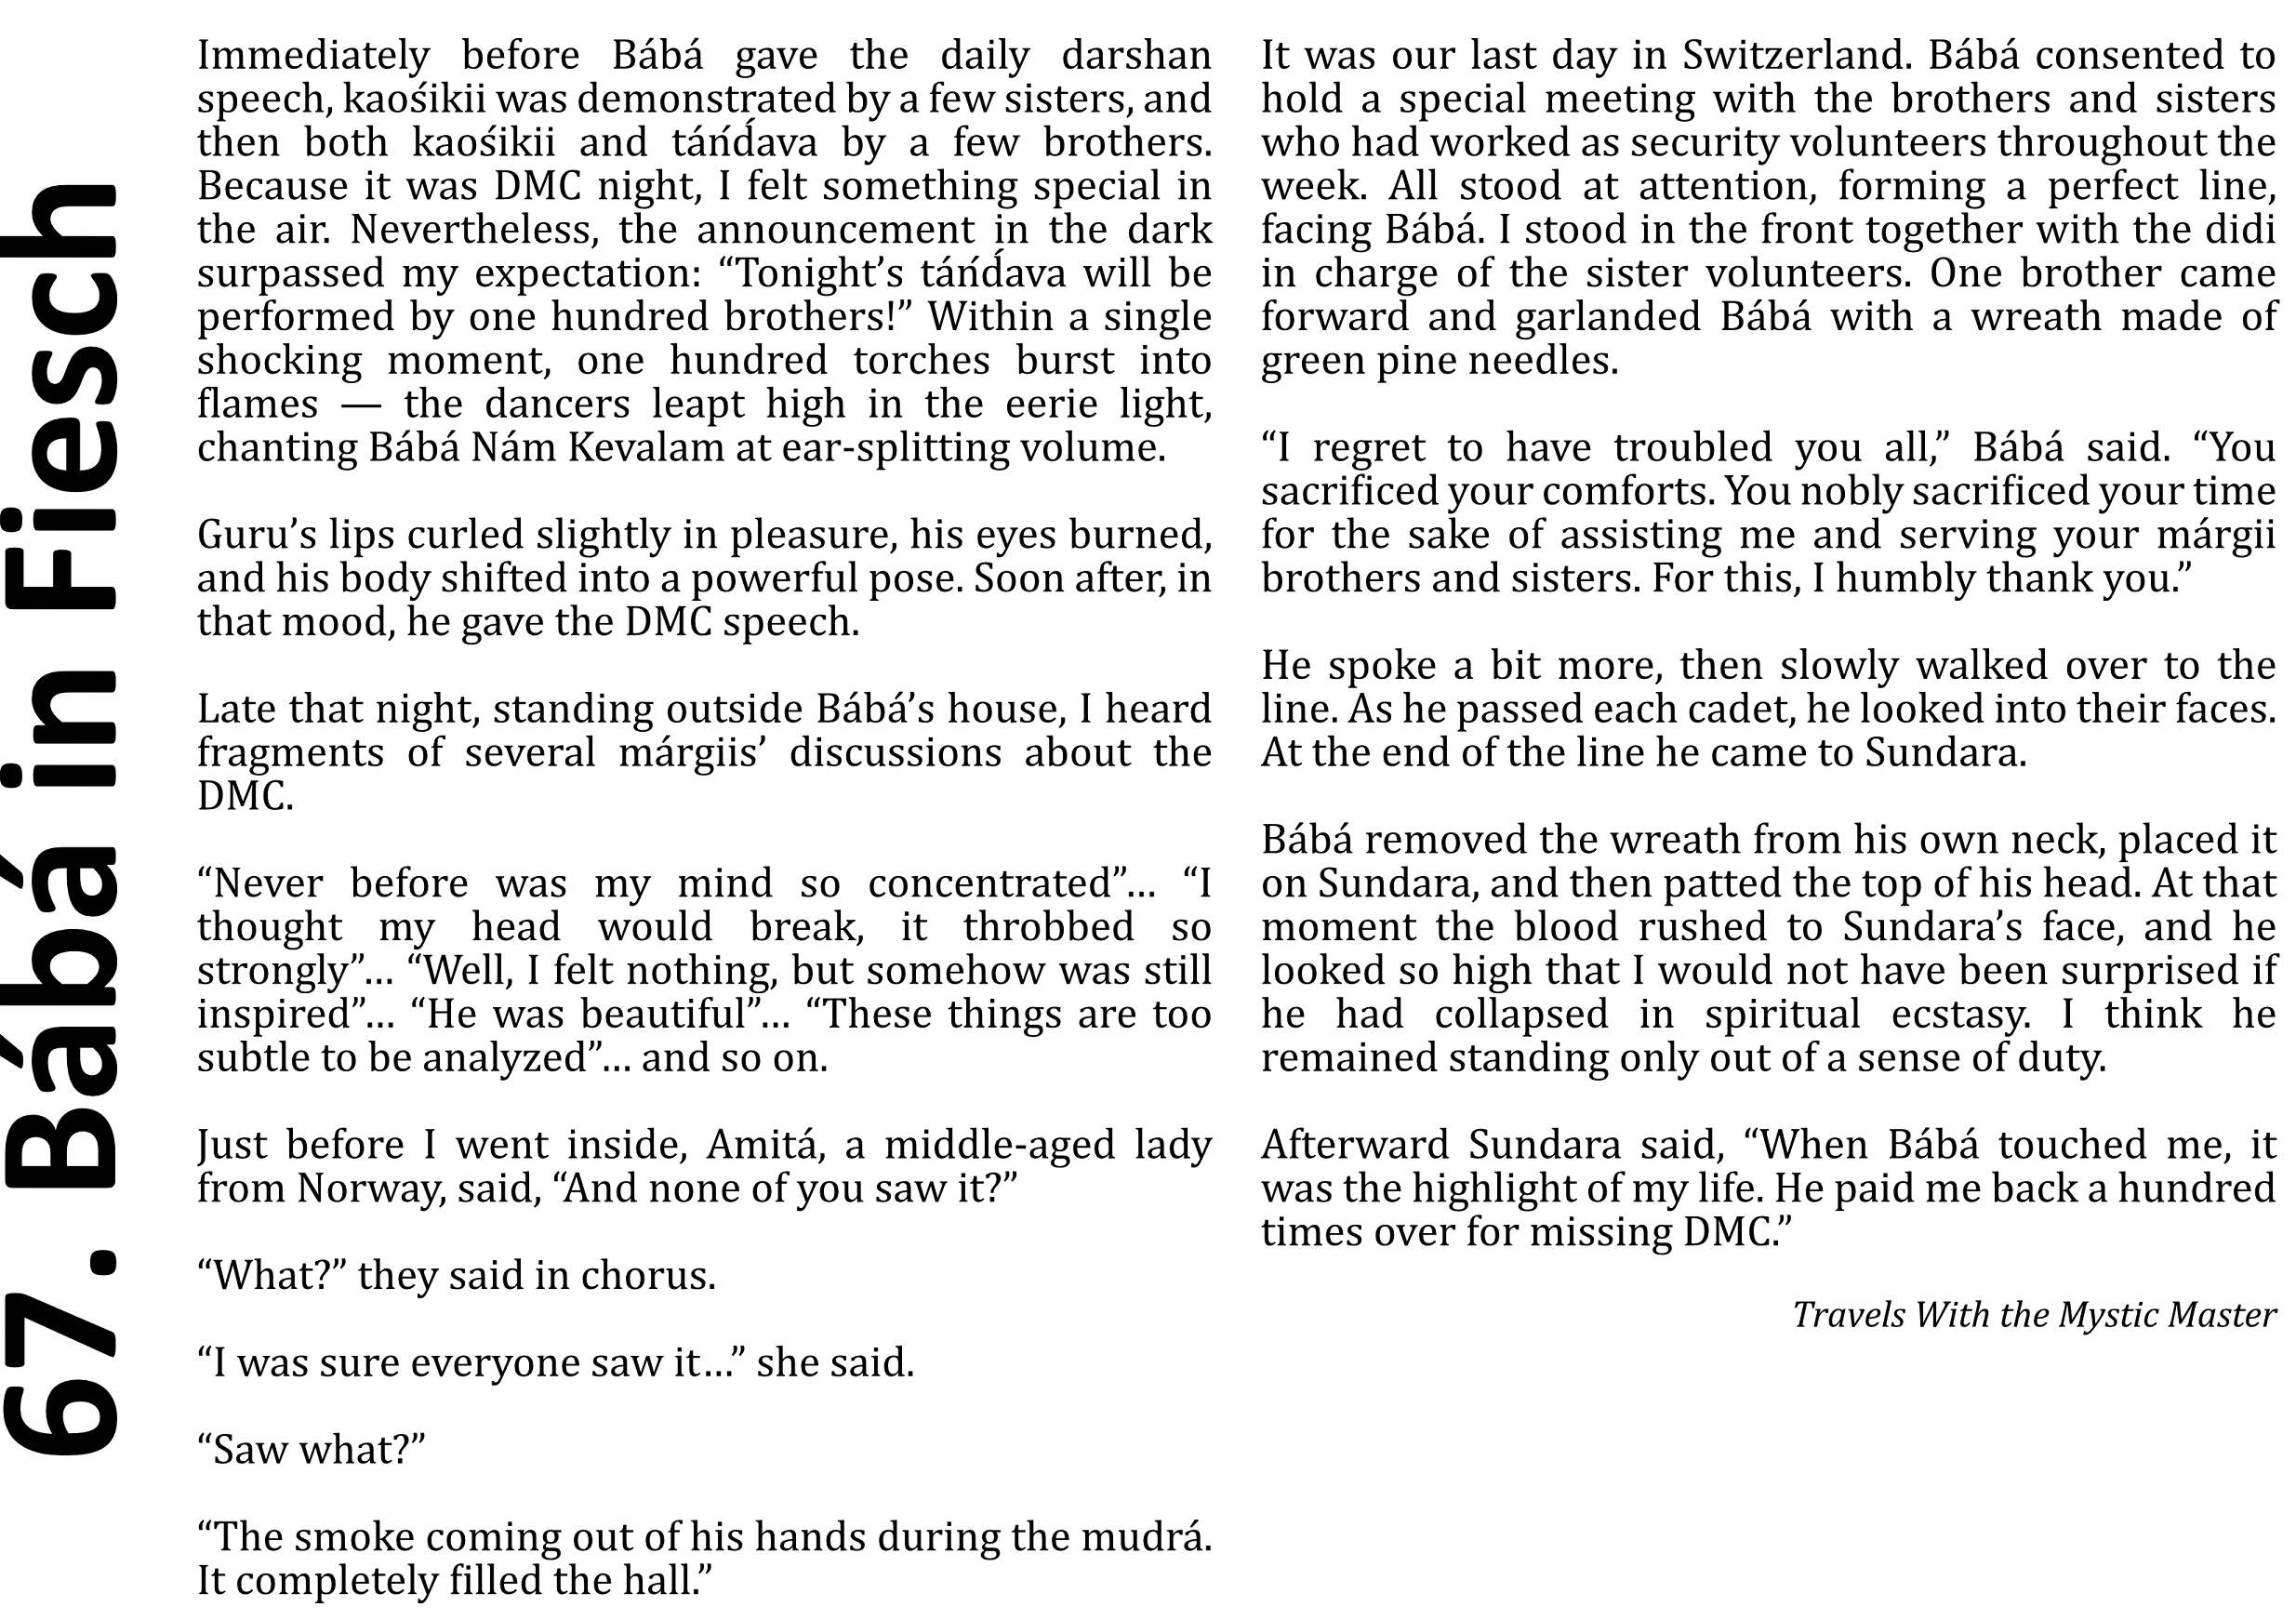 67. Bábá in Fiesch
Immediately before Bábá gave the daily darshan
speech, kaośikii was demonstrated by a few sisters, and
then both kaośikii and táńd́ava by a few brothers.
Because it was DMC night, I felt something special in
the air. Nevertheless, the announcement in the dark
surpassed my expectation: “Tonight’s táńd́ava will be
performed by one hundred brothers!” Within a single
shocking moment, one hundred torches burst into
flames — the dancers leapt high in the eerie light,
chanting Bábá Nám Kevalam at ear-splitting volume.
Guru’s lips curled slightly in pleasure, his eyes burned,
and his body shifted into a powerful pose. Soon after, in
that mood, he gave the DMC speech.
Late that night, standing outside Bábá’s house, I heard
fragments of several márgiis’ discussions about the
DMC.
“Never before was my mind so concentrated”… “I
thought my head would break, it throbbed so
strongly”… “Well, I felt nothing, but somehow was still
inspired”… “He was beautiful”… “These things are too
subtle to be analyzed”… and so on.
Just before I went inside, Amitá, a middle-aged lady
from Norway, said, “And none of you saw it?”
“What?” they said in chorus.
“I was sure everyone saw it…” she said.
“Saw what?”
“The smoke coming out of his hands during the mudrá.
It completely filled the hall.”
It was our last day in Switzerland. Bábá consented to
hold a special meeting with the brothers and sisters
who had worked as security volunteers throughout the
week. All stood at attention, forming a perfect line,
facing Bábá. I stood in the front together with the didi
in charge of the sister volunteers. One brother came
forward and garlanded Bábá with a wreath made of
green pine needles.
“I regret to have troubled you all,” Bábá said. “You
sacrificed your comforts. You nobly sacrificed your time
for the sake of assisting me and serving your márgii
brothers and sisters. For this, I humbly thank you.”
He spoke a bit more, then slowly walked over to the
line. As he passed each cadet, he looked into their faces.
At the end of the line he came to Sundara.
Bábá removed the wreath from his own neck, placed it
on Sundara, and then patted the top of his head. At that
moment the blood rushed to Sundara’s face, and he
looked so high that I would not have been surprised if
he had collapsed in spiritual ecstasy. I think he
remained standing only out of a sense of duty.
Afterward Sundara said, “When Bábá touched me, it
was the highlight of my life. He paid me back a hundred
times over for missing DMC.”
Travels With the Mystic Master